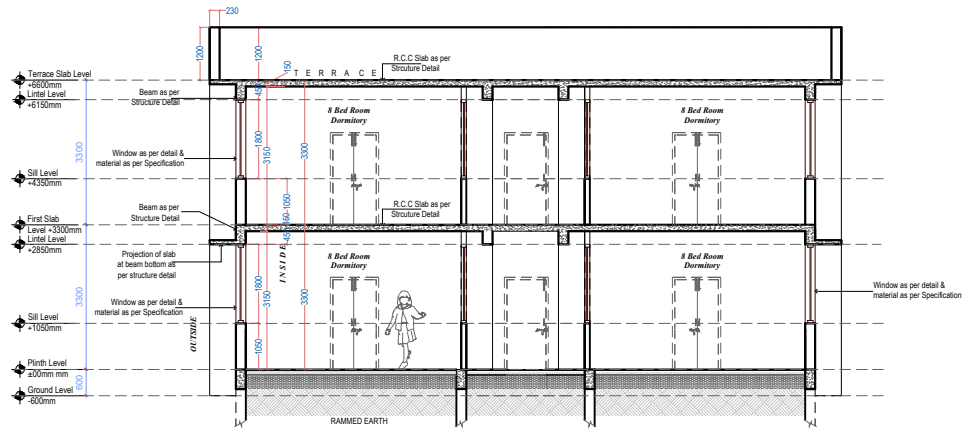 230
1200
1200
150
TERRACE
R.C.C Slab as per
Strcuture Detail
Terrace Slab Level
+6600mm
Lintel Level
+6150mm
Beam as per
Structure Detail
450
8 Bed Room
Dormitory
8 Bed Room
Dormitory
3300
Window as per detail &
material as per Specification
1800
3150
3300
Sill Level
+4350mm
1050
Beam as per
Structure Detail
R.C.C Slab as per
Strcuture Detail
First Slab
Level +3300mm
Lintel Level
+2850mm
150
450
Projection of slab
at beam bottom as
per structure detail
INSIDE
8 Bed Room
Dormitory
8 Bed Room
Dormitory
3300
Window as per detail &
material as per Specification
1800
3150
3300
Window as per detail &
material as per Specification
Sill Level
+1050mm
OUTSIDE
1050
Plinth Level
±00mm mm
600
Ground Level
-600mm
RAMMED EARTH